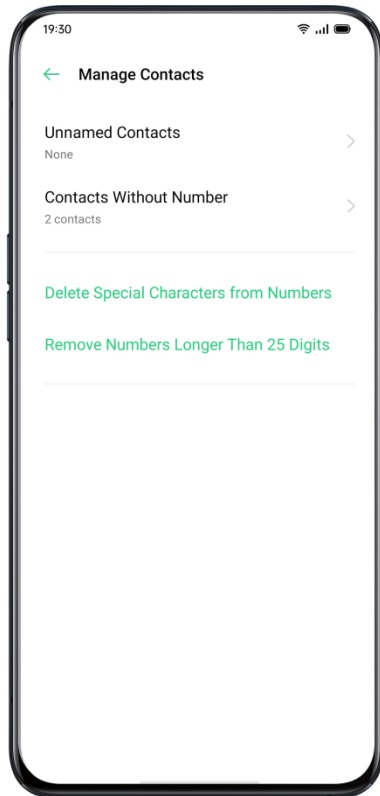 19:30
Manage Contacts
Unnamed Contacts
None
Contacts Without Number
2 contacts
Delete Special Characters from Numbers
Remove Numbers Longer Than 25 Digits